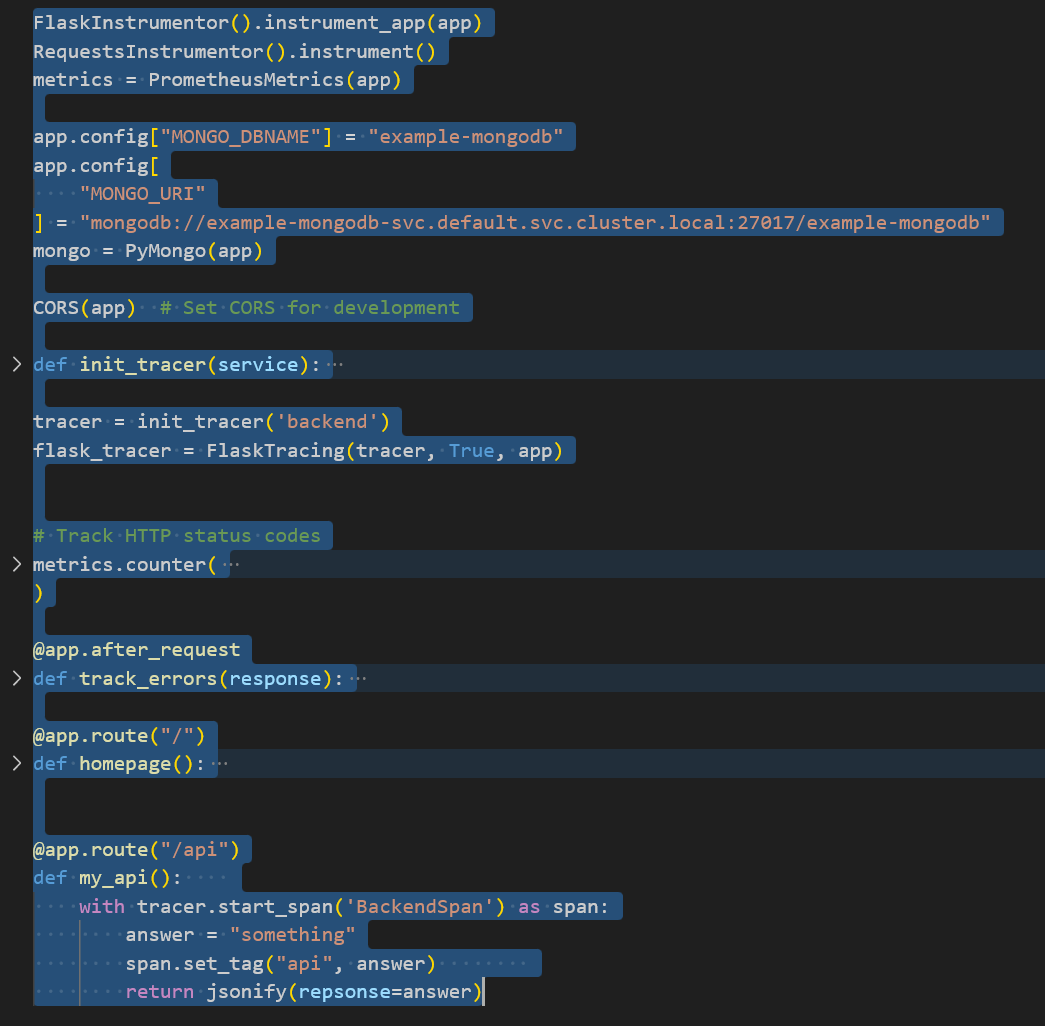 FlaskInstrumentor().instrument_app(app)
RequestsInstrumentor().instrument()
metrics = PrometheusMetrics(app)
app.config["MONGO_DBNAME"] = "example-mongodb"
app.config[
    "MONGO_URI"
] = "mongodb://example-mongodb-svc.default.svc.cluster.local:27017/example-mongodb"
mongo = PyMongo(app)
CORS(app)  # Set CORS for development
def init_tracer(service): ...
tracer = init_tracer('backend')
flask_tracer = FlaskTracing(tracer, True, app)
# Track HTTP status codes
metrics.counter( ...
)
@app.after_request
def track_errors(response): ...
@app.route("/")
def homepage(): ...
@app.route("/api")
def my_api():
    with tracer.start_span('BackendSpan') as span:
        answer = "something"
        span.set_tag("api", answer)
        return jsonify(repsonse=answer)